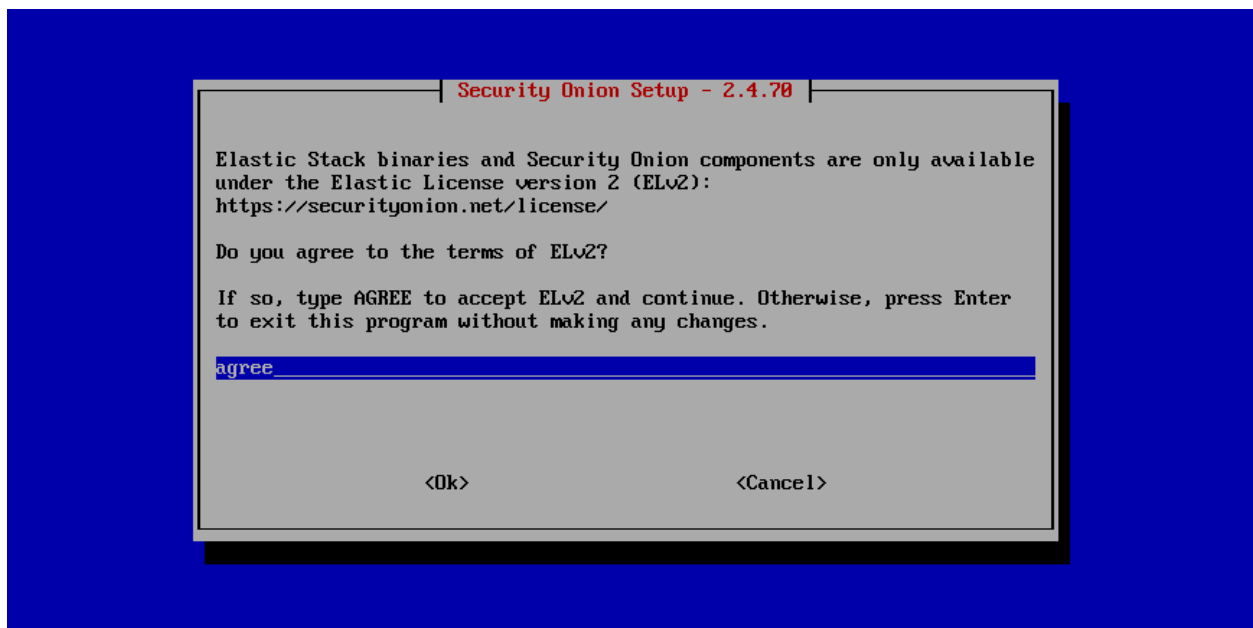 Security Onion Setup - 2.4.70
Elastic Stack binaries and Security Onion components are only available
under the Elastic License version 2 (ELv2):
https://securityonion.net/license/
Do you agree to the terms of ELv2?
If so, type AGREE to accept ELv2 and continue. Otherwise, press Enter
to exit this program without making any changes.
agree
<Ok> <Cancel>